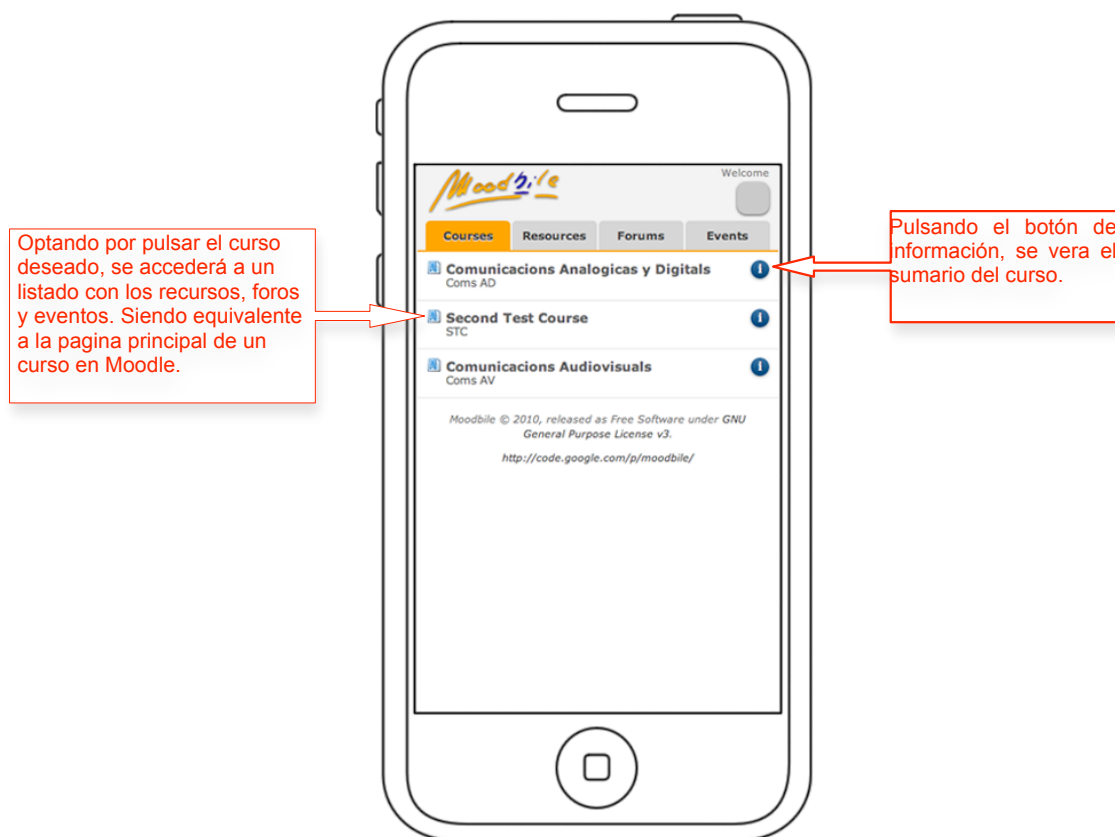 Moodbile
Welcome
Courses Resources Forums Events
Comunicacions Analogicas y Digitals
Coms AD
Second Test Course
STC
Comunicacions Audiovisuals
Coms AV
Moodbile © 2010, released as Free Software under GNU
General Purpose License v3.
http://code.google.com/p/moodbile/
Optando por pulsar el curso
deseado, se accederá a un
listado con los recursos, foros
y eventos. Siendo equivalente
a la pagina principal de un
curso en Moodle.
Pulsando el botón de
información, se vera el
sumario del curso.